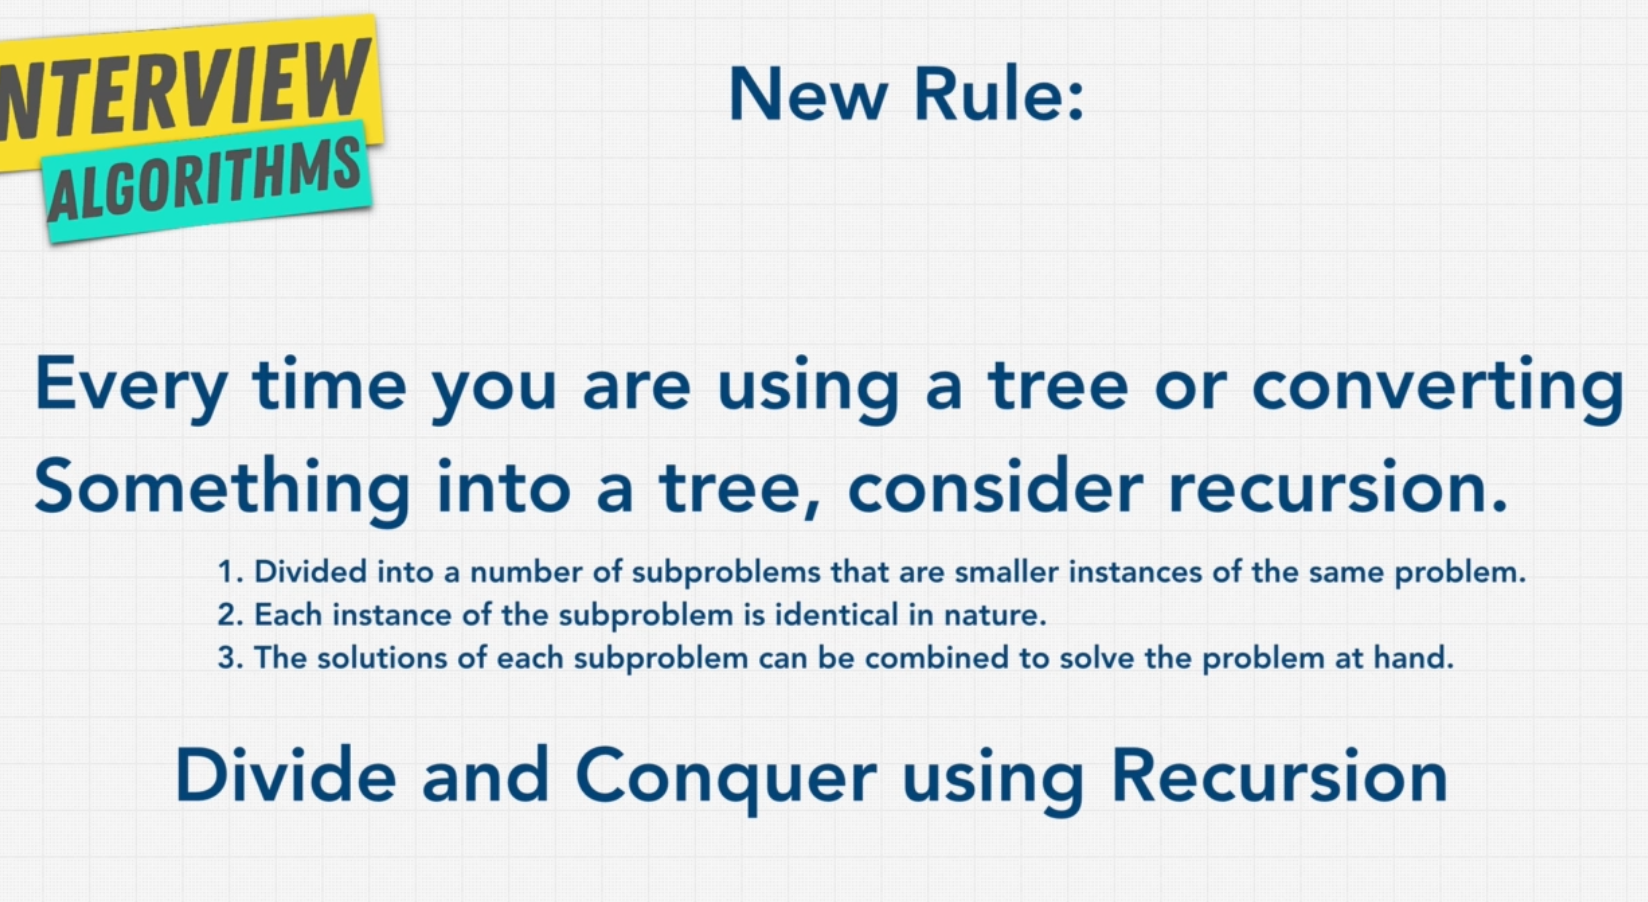 NTERVIEW
ALGORITHMS
New Rule:
Every time you are using a tree or converting
Something into a tree, consider recursion.
1. Divided into a number of subproblems that are smaller instances of the same problem.
2. Each instance of the subproblem is identical in nature.
3. The solutions of each subproblem can be combined to solve the problem at hand.
Divide and Conquer using Recursion